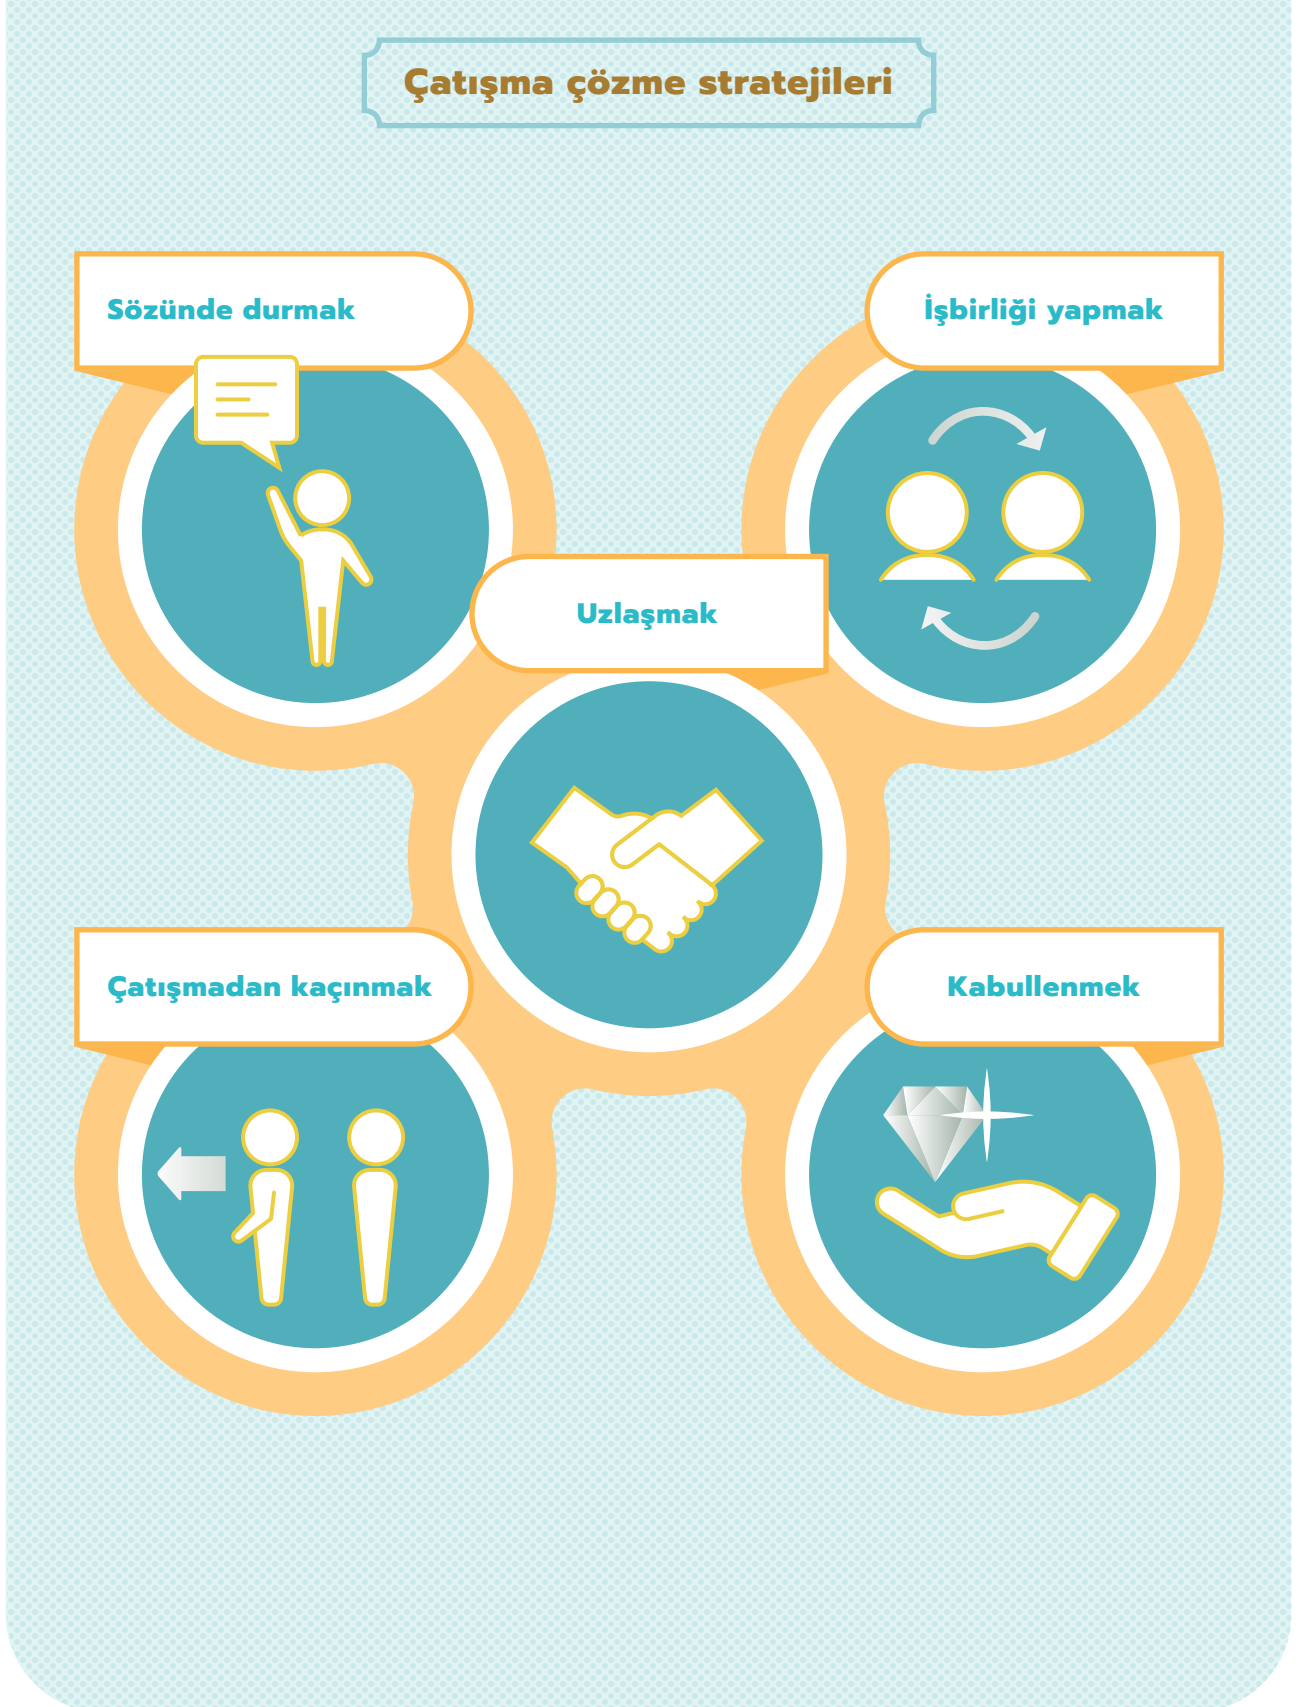 Çatışma çözme stratejileri
Sözünde durmak
İşbirliği yapmak
Uzlaşmak
Çatışmadan kaçınmak
Kabullenmek